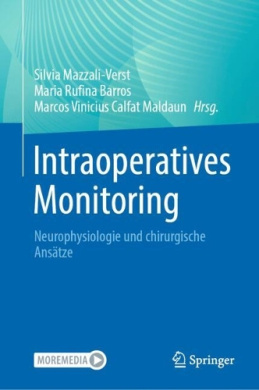 Silvia Mazzali-Verst
Maria Rufina Barros
Marcos Vinicius Calfat Maldaun Hrsg.
Intraoperatives
Monitoring
Neurophysiologie und chirurgische
Ansätze
MOREMEDIA
Springer